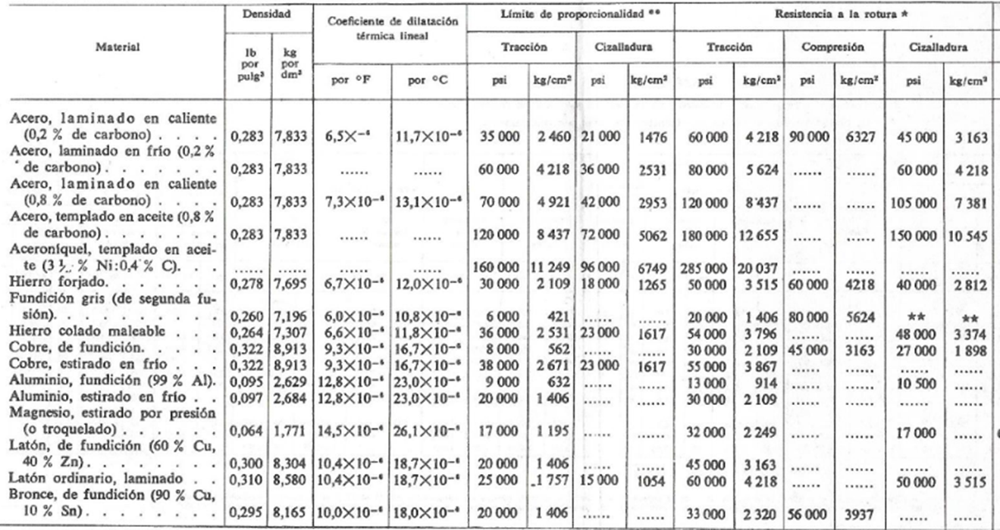 Material | Densidad | Coeficiente de dilatación térmica lineal | Límite de proporcionalidad ** | Resistencia a la rotura *
Tracción | Cizalladura | Tracción | Compresión | Cizalladura
lb por pulg³ | kg por dm³ | por °F | por °C | psi | kg/cm² | psi | kg/cm² | psi | kg/cm² | psi | kg/cm² | psi | kg/cm²
Acero, laminado en caliente
(0,2 % de carbono) . . . . | 0,283 | 7,833 | 6,5×⁻⁶ | 11,7×10⁻⁶ | 35 000 | 2 460 | 21 000 | 1476 | 60 000 | 4 218 | 90 000 | 6327 | 45 000 | 3 163
Acero, laminado en frío (0,2 %
de carbono) . . . . . . . | 0,283 | 7,833 | ...... | ...... | 60 000 | 4 218 | 36 000 | 2531 | 80 000 | 5 624 | ...... | ...... | 60 000 | 4 218
Acero, laminado en caliente
(0,8 % de carbono) . . . . | 0,283 | 7,833 | 7,3×10⁻⁶ | 13,1×10⁻⁶ | 70 000 | 4 921 | 42 000 | 2953 | 120 000 | 8 437 | ...... | ...... | 105 000 | 7 381
Acero, templado en aceite (0,8 %
de carbono) . . . . . . . | 0,283 | 7,833 | ...... | ...... | 120 000 | 8 437 | 72 000 | 5062 | 180 000 | 12 655 | ...... | ...... | 150 000 | 10 545
Aceroníquel, templado en acei-
te (3 % Ni:0,4 % C). . . | ...... | ...... | ...... | ...... | 160 000 | 11 249 | 96 000 | 6749 | 285 000 | 20 037 | ...... | ...... | ...... | ......
Hierro forjado. . . . . . . | 0,278 | 7,695 | 6,7×10⁻⁶ | 12,0×10⁻⁶ | 30 000 | 2 109 | 18 000 | 1265 | 50 000 | 3 515 | 60 000 | 4218 | 40 000 | 2 812
Fundición gris (de segunda fu-
sión). . . . . . . . . . | 0,260 | 7,196 | 6,0×10⁻⁶ | 10,8×10⁻⁶ | 6 000 | 421 | ...... | ...... | 20 000 | 1 406 | 80 000 | 5624 | ** | **
Hierro colado maleable . . . | 0,264 | 7,307 | 6,6×10⁻⁶ | 11,8×10⁻⁶ | 36 000 | 2 531 | 23 000 | 1617 | 54 000 | 3 796 | ...... | ...... | 48 000 | 3 374
Cobre, de fundición. . . . . | 0,322 | 8,913 | 9,3×10⁻⁶ | 16,7×10⁻⁶ | 8 000 | 562 | ...... | ...... | 30 000 | 2 109 | 45 000 | 3163 | 27 000 | 1 898
Cobre, estirado en frío . . . | 0,322 | 8,913 | 9,3×10⁻⁶ | 16,7×10⁻⁶ | 38 000 | 2 671 | 23 000 | 1617 | 55 000 | 3 867 | ...... | ...... | ...... | ......
Aluminio, fundición (99 % Al). | 0,095 | 2,629 | 12,8×10⁻⁶ | 23,0×10⁻⁶ | 9 000 | 632 | ...... | ...... | 13 000 | 914 | ...... | ...... | 10 500 | ......
Aluminio, estirado en frío . . | 0,097 | 2,684 | 12,8×10⁻⁶ | 23,0×10⁻⁶ | 20 000 | 1 406 | ...... | ...... | 30 000 | 2 109 | ...... | ...... | ...... | ......
Magnesio, estirado por presión
(o troquelado) . . . . . . | 0,064 | 1,771 | 14,5×10⁻⁶ | 26,1×10⁻⁶ | 17 000 | 1 195 | ...... | ...... | 32 000 | 2 249 | ...... | ...... | 17 000 | ......
Latón, de fundición (60 % Cu,
40 % Zn). . . . . . . . | 0,300 | 8,304 | 10,4×10⁻⁶ | 18,7×10⁻⁶ | 20 000 | 1 406 | ...... | ...... | 45 000 | 3 163 | ...... | ...... | ...... | ......
Latón ordinario, laminado . . | 0,310 | 8,580 | 10,4×10⁻⁶ | 18,7×10⁻⁶ | 25 000 | 1 757 | 15 000 | 1054 | 60 000 | 4 218 | ...... | ...... | 50 000 | 3 515
Bronce, de fundición (90 % Cu,
10 % Sn). . . . . . . . | 0,295 | 8,165 | 10,0×10⁻⁶ | 18,0×10⁻⁶ | 20 000 | 1 406 | ...... | ...... | 33 000 | 2 320 | 56 000 | 3937 | ...... | ......